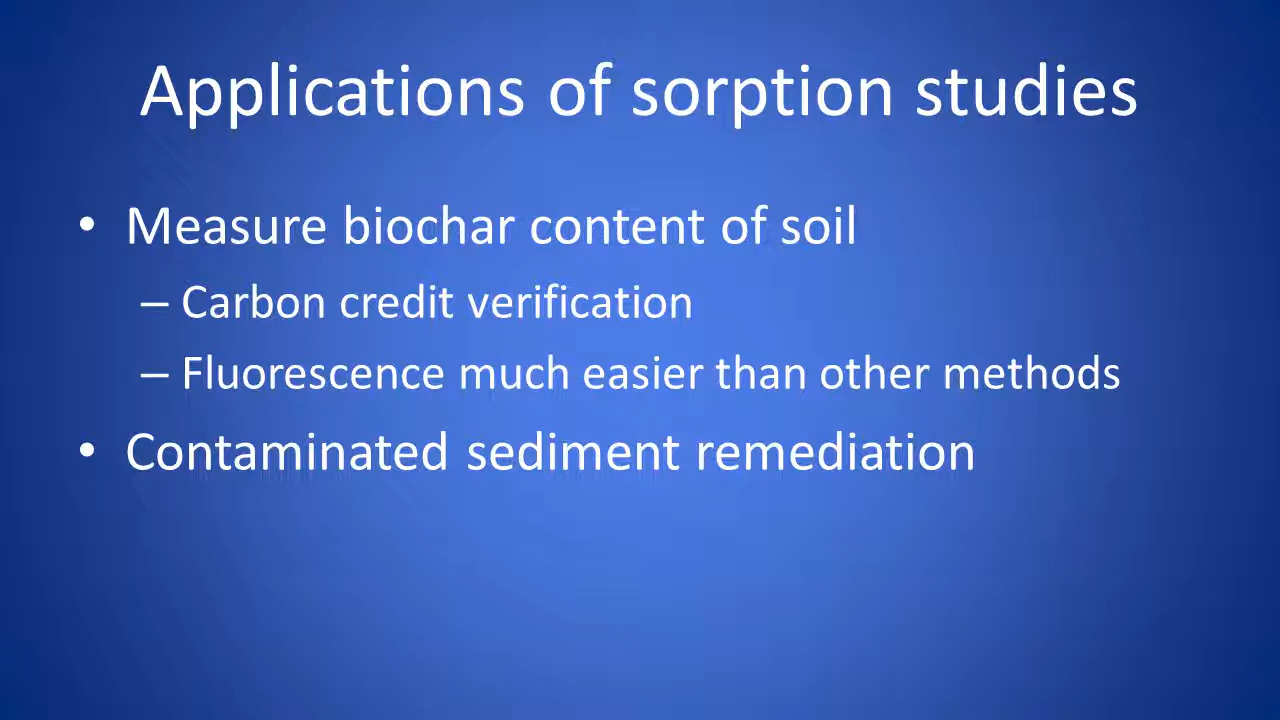 Applications of sorption studies
• Measure biochar content of soil
– Carbon credit verification
– Fluorescence much easier than other methods
• Contaminated sediment remediation